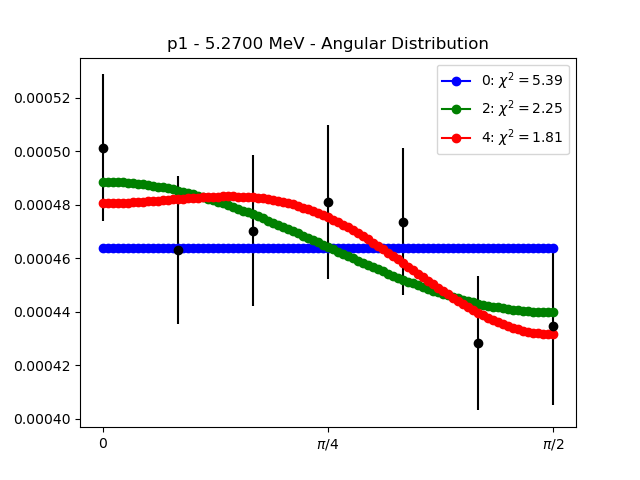 p1 - 5.2700 MeV - Angular Distribution
0: χ² = 5.39
2: χ² = 2.25
4: χ² = 1.81
0.00052
0.00050
0.00048
0.00046
0.00044
0.00042
0.00040
0
π/4
π/2